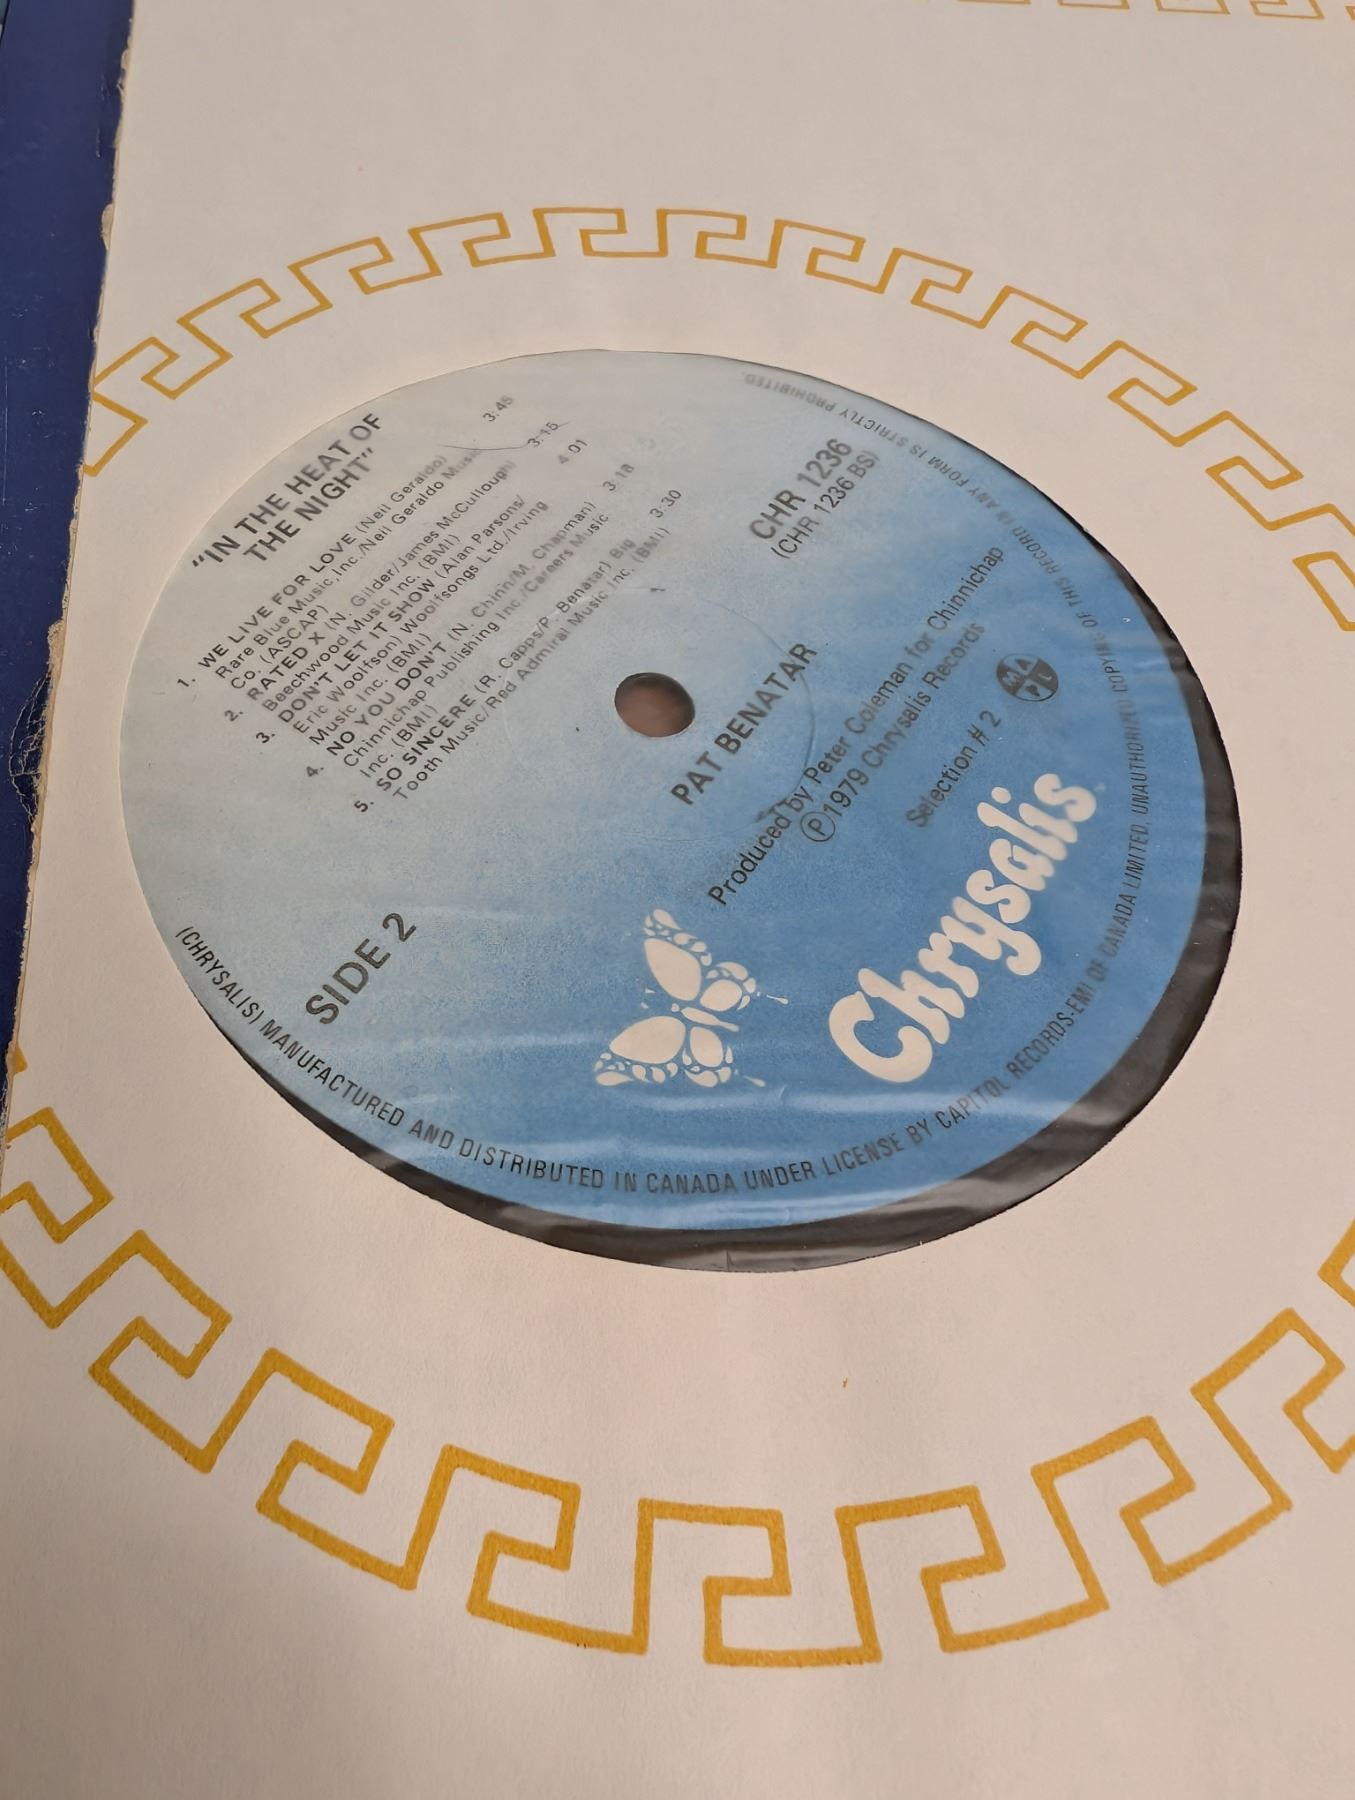 "IN THE HEAT OF
THE NIGHT"
1. WE LIVE FOR LOVE (Neil Geraldo) 3:45
Rare Blue Music, Inc./Neil Geraldo Music
Co. (ASCAP)
2. RATED X (N. Gilder/James McCullough) 3:15
Beechwood Music Inc. (BMI)
3. DON'T LET IT SHOW (Alan Parsons/ 4:01
Eric Woolfson) Woolfsongs Ltd./Irving
Music Inc. (BMI)
4. NO YOU DON'T (N. Chinn/M. Chapman) 3:18
Chinnichap Publishing Inc./Careers Music
Inc. (BMI)
5. SO SINCERE (R. Capps/P. Benatar) Big 3:30
Tooth Music/Red Admiral Music Inc. (BMI)
SIDE 2
CHR 1236
(CHR 1236 BS)
PAT BENATAR
Produced by Peter Coleman for Chinnichap
Ⓟ1979 Chrysalis Records
Selection # 2
MAPL
Chrysalis
(CHRYSALIS) MANUFACTURED AND DISTRIBUTED IN CANADA UNDER LICENSE BY CAPITOL RECORDS-EMI OF CANADA LIMITED, UNAUTHORIZED COPYING OF THIS RECORD IN ANY FORM IS STRICTLY PROHIBITED.